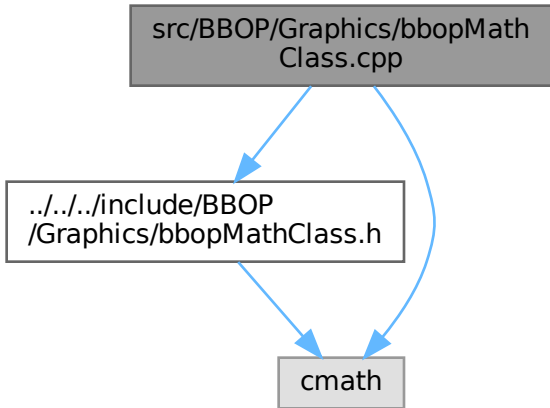 src/BBOP/Graphics/bbopMath
Class.cpp
../../../include/BBOP
/Graphics/bbopMathClass.h
cmath